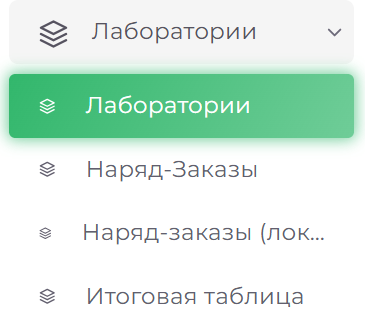 Лаборатории
Лаборатории
Наряд-Заказы
Наряд-заказы (лок...
Итоговая таблица